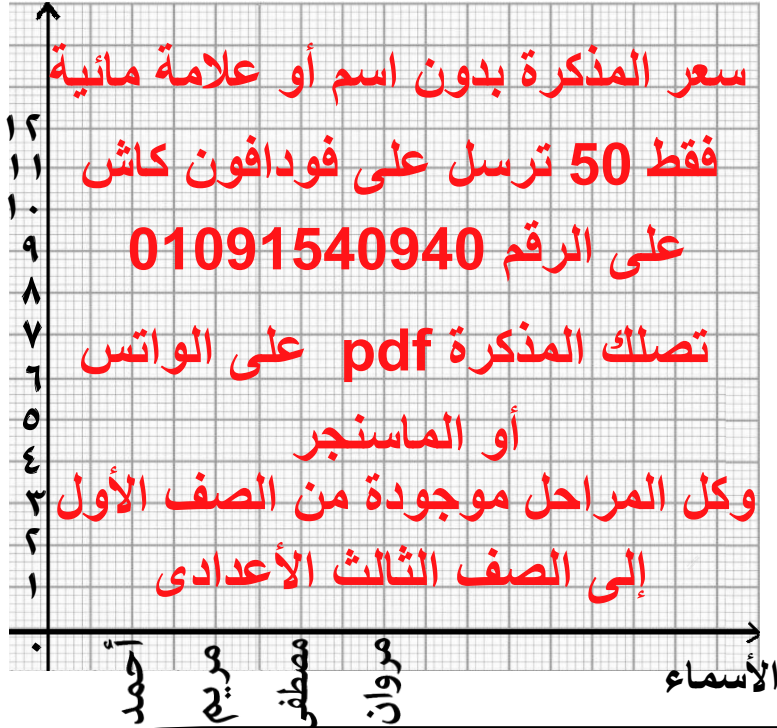 سعر المذكرة بدون اسم أو علامة مائية
فقط 50 ترسل على فودافون كاش
على الرقم 01091540940
تصلك المذكرة pdf على الواتس
أو الماسنجر
وكل المراحل موجودة من الصف الأول
إلى الصف الثالث الأعدادى
١٢
١١
١٠
٩
٨
٧
٦
٥
٤
٣
٢
١
٠
أحمد
مريم
مصطفى
مروان
الأسماء